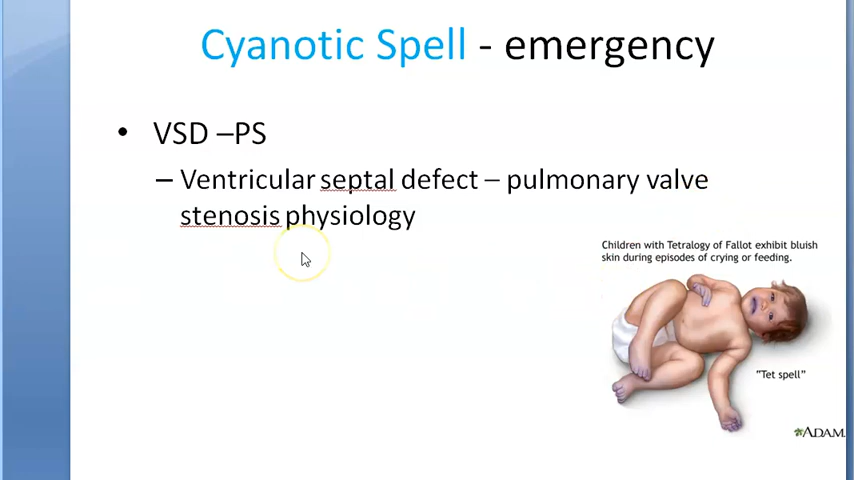 Cyanotic Spell - emergency
• VSD –PS
– Ventricular septal defect – pulmonary valve
stenosis physiology
Children with Tetralogy of Fallot exhibit bluish
skin during episodes of crying or feeding.
"Tet spell"
ADAM.